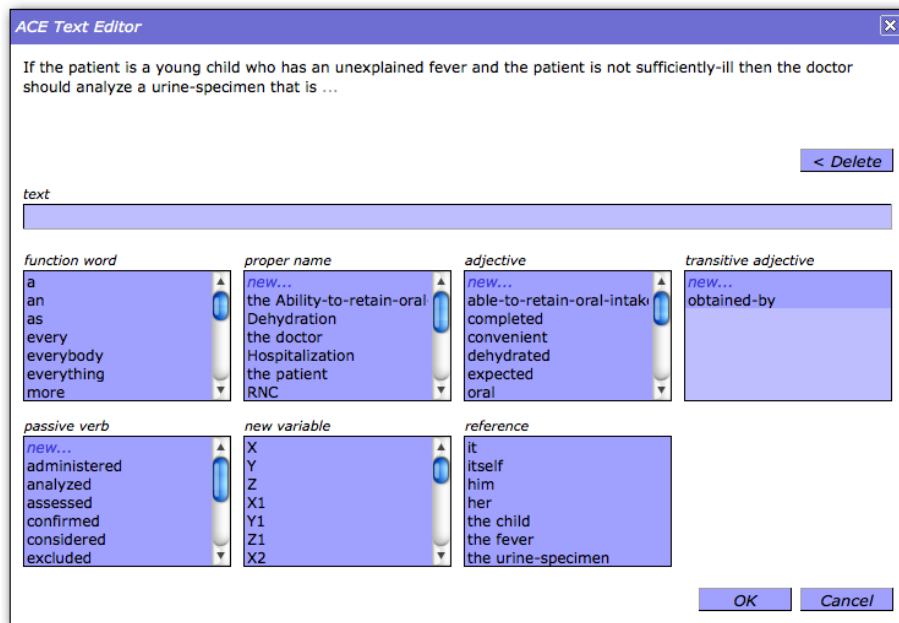 ACE Text Editor
If the patient is a young child who has an unexplained fever and the patient is not sufficiently-ill then the doctor
should analyze a urine-specimen that is ...
< Delete
text
function word
a
an
as
every
everybody
everything
more
proper name
new...
the Ability-to-retain-oral-
Dehydration
the doctor
Hospitalization
the patient
RNC
adjective
new...
able-to-retain-oral-intak
completed
convenient
dehydrated
expected
oral
transitive adjective
new...
obtained-by
passive verb
new...
administered
analyzed
assessed
confirmed
considered
excluded
new variable
X
Y
Z
X1
Y1
Z1
X2
reference
it
itself
him
her
the child
the fever
the urine-specimen
OK
Cancel